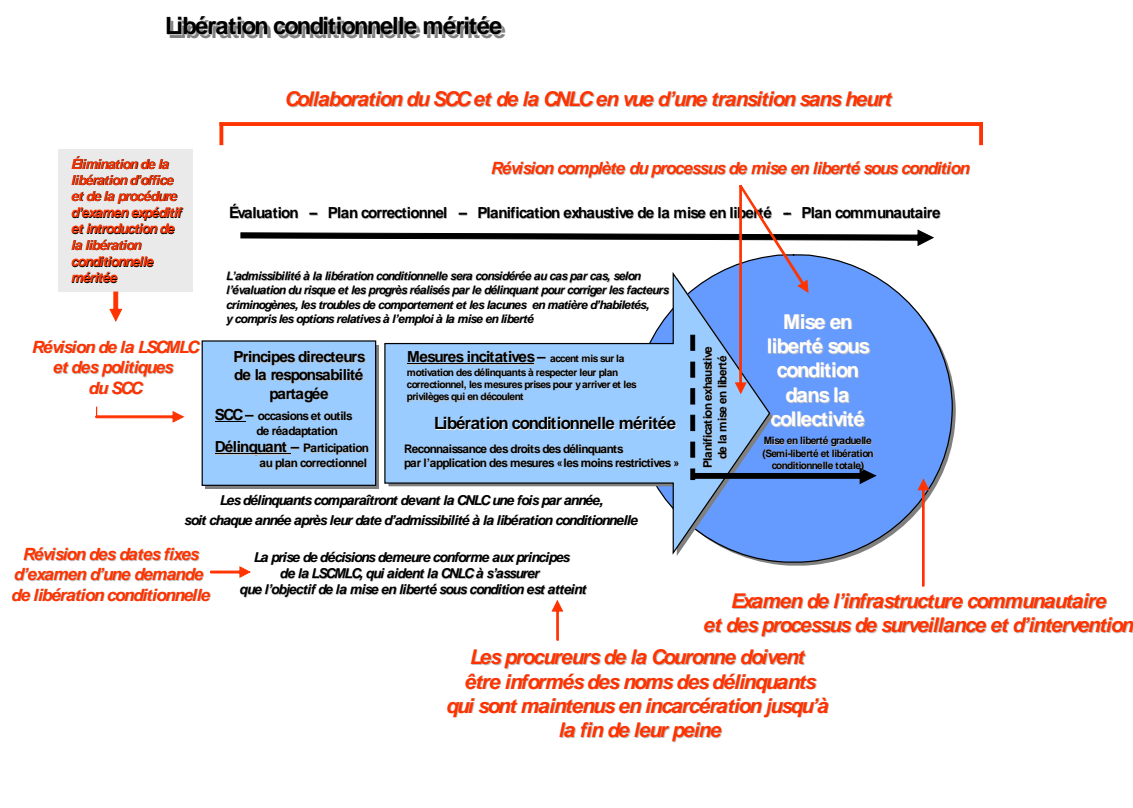 Libération conditionnelle méritée
Collaboration du SCC et de la CNLC en vue d'une transition sans heurt
Élimination de la
libération d'office
et de la procédure
d'examen expéditif
et introduction de
la libération
conditionnelle
méritée
Révision complète du processus de mise en liberté sous condition
Évaluation – Plan correctionnel – Planification exhaustive de la mise en liberté – Plan communautaire
L'admissibilité à la libération conditionnelle sera considérée au cas par cas, selon
l'évaluation du risque et les progrès réalisés par le délinquant pour corriger les facteurs
criminogènes, les troubles de comportement et les lacunes en matière d'habiletés,
y compris les options relatives à l'emploi à la mise en liberté
Révision de la LSCMLC
et des politiques
du SCC
Principes directeurs
de la responsabilité
partagée
SCC – occasions et outils
de réadaptation
Délinquant – Participation
au plan correctionnel
Mesures incitatives – accent mis sur la
motivation des délinquants à respecter leur plan
correctionnel, les mesures prises pour y arriver et les
privilèges qui en découlent
Libération conditionnelle méritée
Reconnaissance des droits des délinquants
par l'application des mesures « les moins restrictives »
Planification exhaustive
de la mise en liberté
Mise en
liberté sous
condition
dans la
collectivité
Mise en liberté graduelle
(Semi-liberté et libération
conditionnelle totale)
Les délinquants comparaîtront devant la CNLC une fois par année,
soit chaque année après leur date d'admissibilité à la libération conditionnelle
Révision des dates fixes
d'examen d'une demande
de libération conditionnelle
La prise de décisions demeure conforme aux principes
de la LSCMLC, qui aident la CNLC à s'assurer
que l'objectif de la mise en liberté sous condition est atteint
Examen de l'infrastructure communautaire
et des processus de surveillance et d'intervention
Les procureurs de la Couronne doivent
être informés des noms des délinquants
qui sont maintenus en incarcération jusqu'à
la fin de leur peine